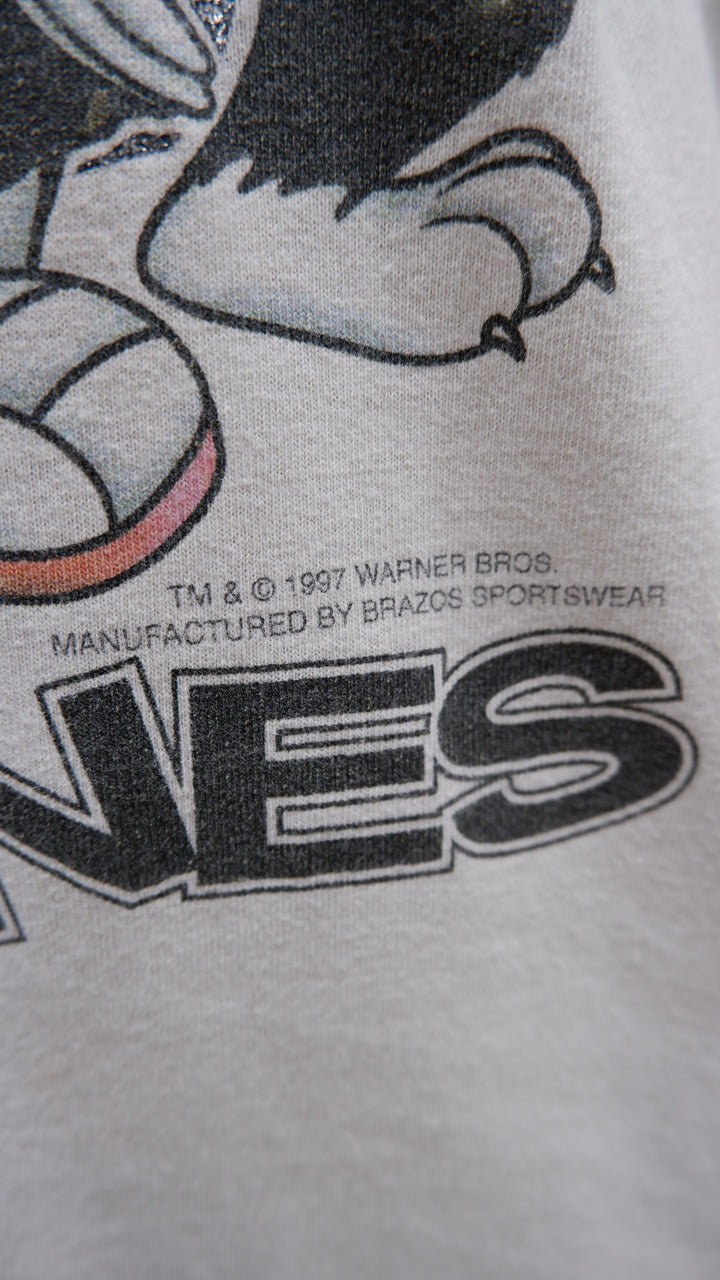 TM & © 1997 WARNER BROS.
MANUFACTURED BY BRAZOS SPORTSWEAR
NES